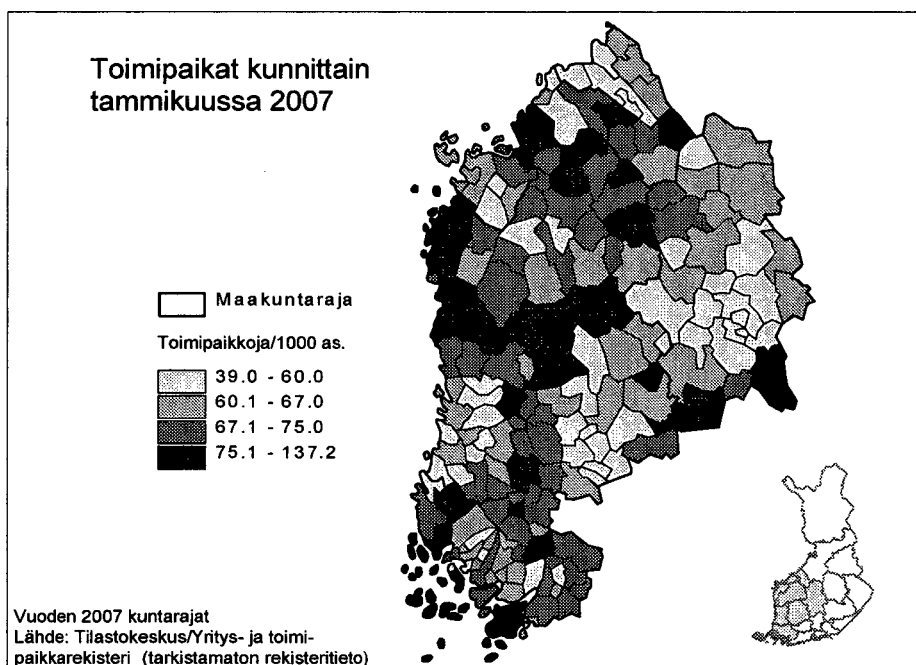 Toimipaikat kunnittain
tammikuussa 2007
Maakuntaraja
Toimipaikkoja/1000 as.
39.0 - 60.0
60.1 - 67.0
67.1 - 75.0
75.1 - 137.2
Vuoden 2007 kuntarajat
Lähde: Tilastokeskus/Yritys- ja toimi-
paikkarekisteri (tarkistamaton rekisteritieto)